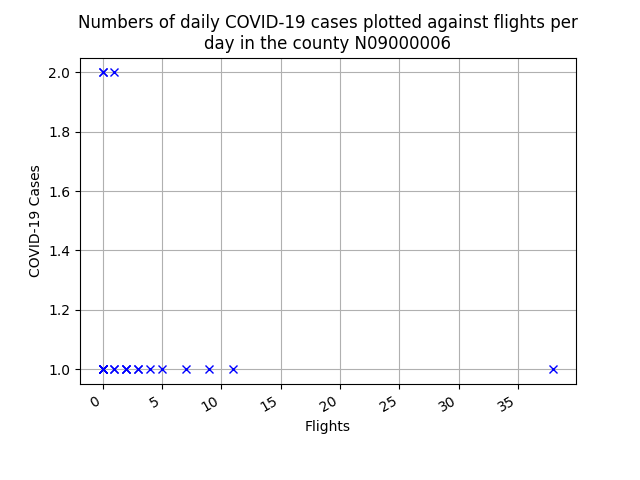 Numbers of daily COVID-19 cases plotted against flights per
day in the county N09000006
2.0
1.8
1.6
1.4
1.2
1.0
COVID-19 Cases
0 5 10 15 20 25 30 35
Flights